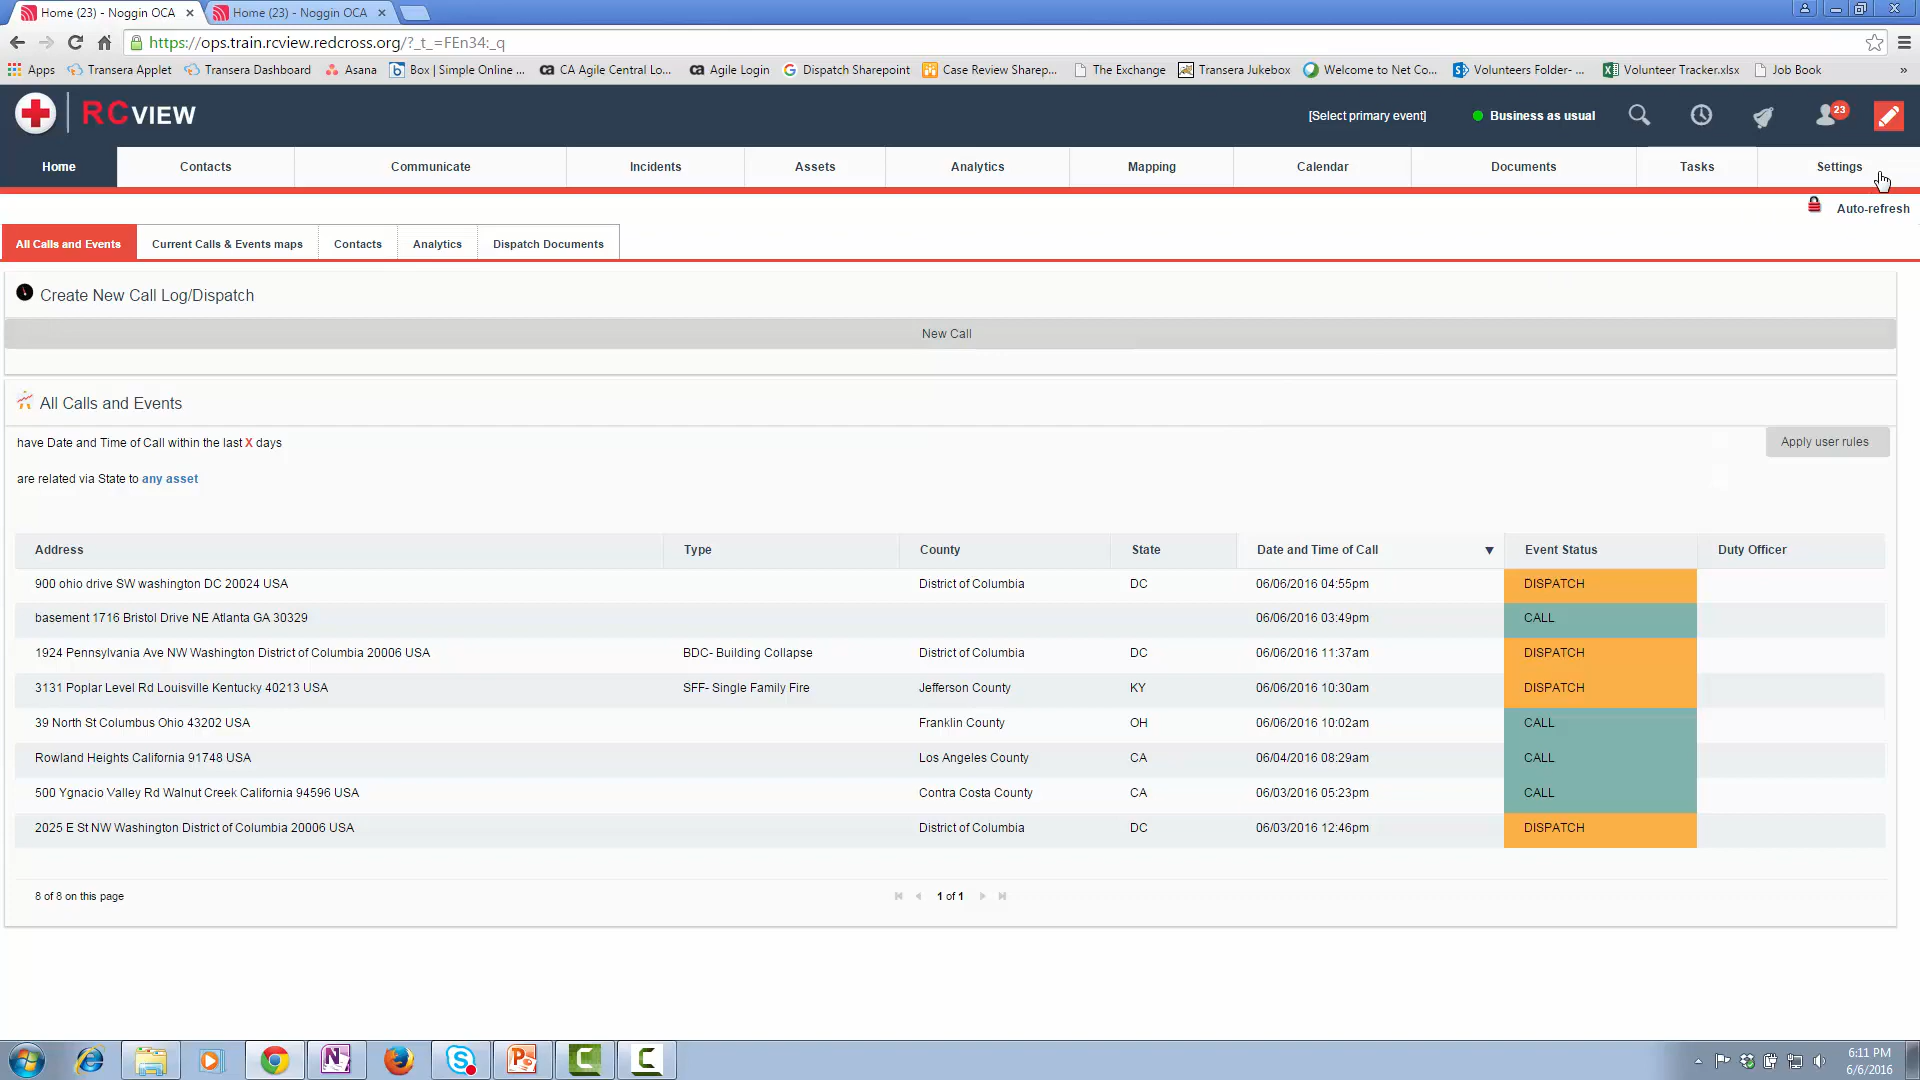 Home (23) - Noggin OCA × Home (23) - Noggin OCA ×
https://ops.train.rcview.redcross.org/?_t_=FEn34:_q
Apps Transera Applet Transera Dashboard Asana Box | Simple Online ... CA Agile Central Lo... Agile Login Dispatch Sharepoint Case Review Sharep... The Exchange Transera Jukebox Welcome to Net Co... Volunteers Folder- ... Volunteer Tracker.xlsx Job Book »
RCVIEW [Select primary event] Business as usual 23
Home Contacts Communicate Incidents Assets Analytics Mapping Calendar Documents Tasks Settings
Auto-refresh
All Calls and Events Current Calls & Events maps Contacts Analytics Dispatch Documents
Create New Call Log/Dispatch
New Call
All Calls and Events
have Date and Time of Call within the last X days Apply user rules
are related via State to any asset
Address Type County State Date and Time of Call Event Status Duty Officer
900 ohio drive SW washington DC 20024 USA District of Columbia DC 06/06/2016 04:55pm DISPATCH
basement 1716 Bristol Drive NE Atlanta GA 30329 06/06/2016 03:49pm CALL
1924 Pennsylvania Ave NW Washington District of Columbia 20006 USA BDC- Building Collapse District of Columbia DC 06/06/2016 11:37am DISPATCH
3131 Poplar Level Rd Louisville Kentucky 40213 USA SFF- Single Family Fire Jefferson County KY 06/06/2016 10:30am DISPATCH
39 North St Columbus Ohio 43202 USA Franklin County OH 06/06/2016 10:02am CALL
Rowland Heights California 91748 USA Los Angeles County CA 06/04/2016 08:29am CALL
500 Ygnacio Valley Rd Walnut Creek California 94596 USA Contra Costa County CA 06/03/2016 05:23pm CALL
2025 E St NW Washington District of Columbia 20006 USA District of Columbia DC 06/03/2016 12:46pm DISPATCH
8 of 8 on this page 1 of 1
6:11 PM
6/6/2016